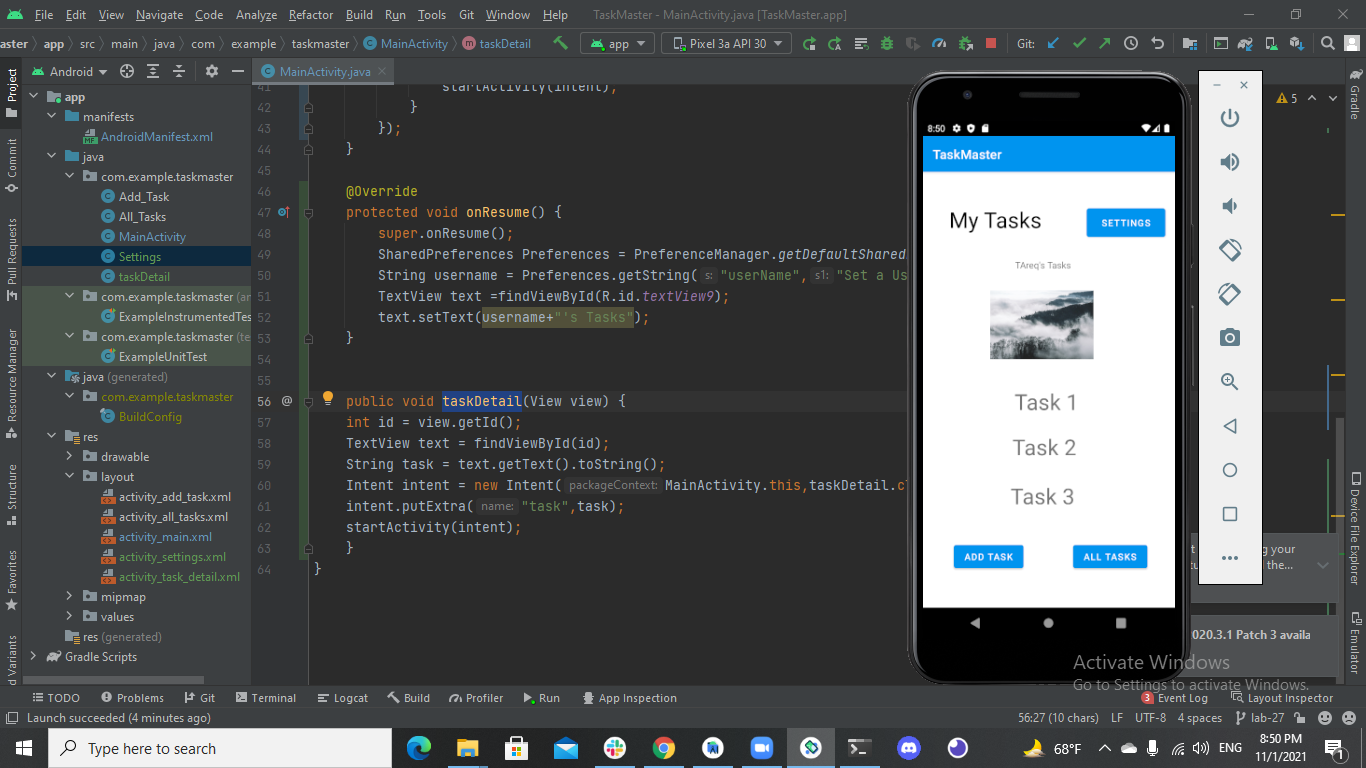 File Edit View Navigate Code Analyze Refactor Build Run Tools Git Window Help TaskMaster - MainActivity.java [TaskMaster.app]
aster app src main java com example taskmaster MainActivity taskDetail app Pixel 3a API 30 Git:
Project
Commit
Pull Requests
Resource Manager
Structure
Favorites
d Variants
Android
app
manifests
AndroidManifest.xml
java
com.example.taskmaster
Add_Task
All_Tasks
MainActivity
Settings
taskDetail
com.example.taskmaster (an
ExampleInstrumentedTes
com.example.taskmaster (te
ExampleUnitTest
java (generated)
com.example.taskmaster
BuildConfig
res
drawable
layout
activity_add_task.xml
activity_all_tasks.xml
activity_main.xml
activity_settings.xml
activity_task_detail.xml
mipmap
values
res (generated)
Gradle Scripts
MainActivity.java
41 startActivity(intent);
42 }
43 });
44 }
45
46 @Override
47 protected void onResume() {
48 super.onResume();
49 SharedPreferences Preferences = PreferenceManager.getDefaultShared
50 String username = Preferences.getString( s: "userName", s1: "Set a Us
51 TextView text =findViewById(R.id.textView9);
52 text.setText(username+"'s Tasks");
53 }
54
55
56 @ public void taskDetail(View view) {
57 int id = view.getId();
58 TextView text = findViewById(id);
59 String task = text.getText().toString();
60 Intent intent = new Intent( packageContext: MainActivity.this,taskDetail.cl
61 intent.putExtra( name: "task",task);
62 startActivity(intent);
63 }
64 }
5
8:50
TaskMaster
My Tasks
SETTINGS
TAreq's Tasks
Task 1
Task 2
Task 3
ADD TASK ALL TASKS
Gradle
Device File Explorer
Emulator
g your
the...
020.3.1 Patch 3 availa
Activate Windows
Go to Settings to activate Windows.
TODO Problems Git Terminal Logcat Build Profiler Run App Inspection 3 Event Log Layout Inspector
Launch succeeded (4 minutes ago) 56:27 (10 chars) LF UTF-8 4 spaces lab-27
Type here to search 68°F ENG 8:50 PM
11/1/2021
1